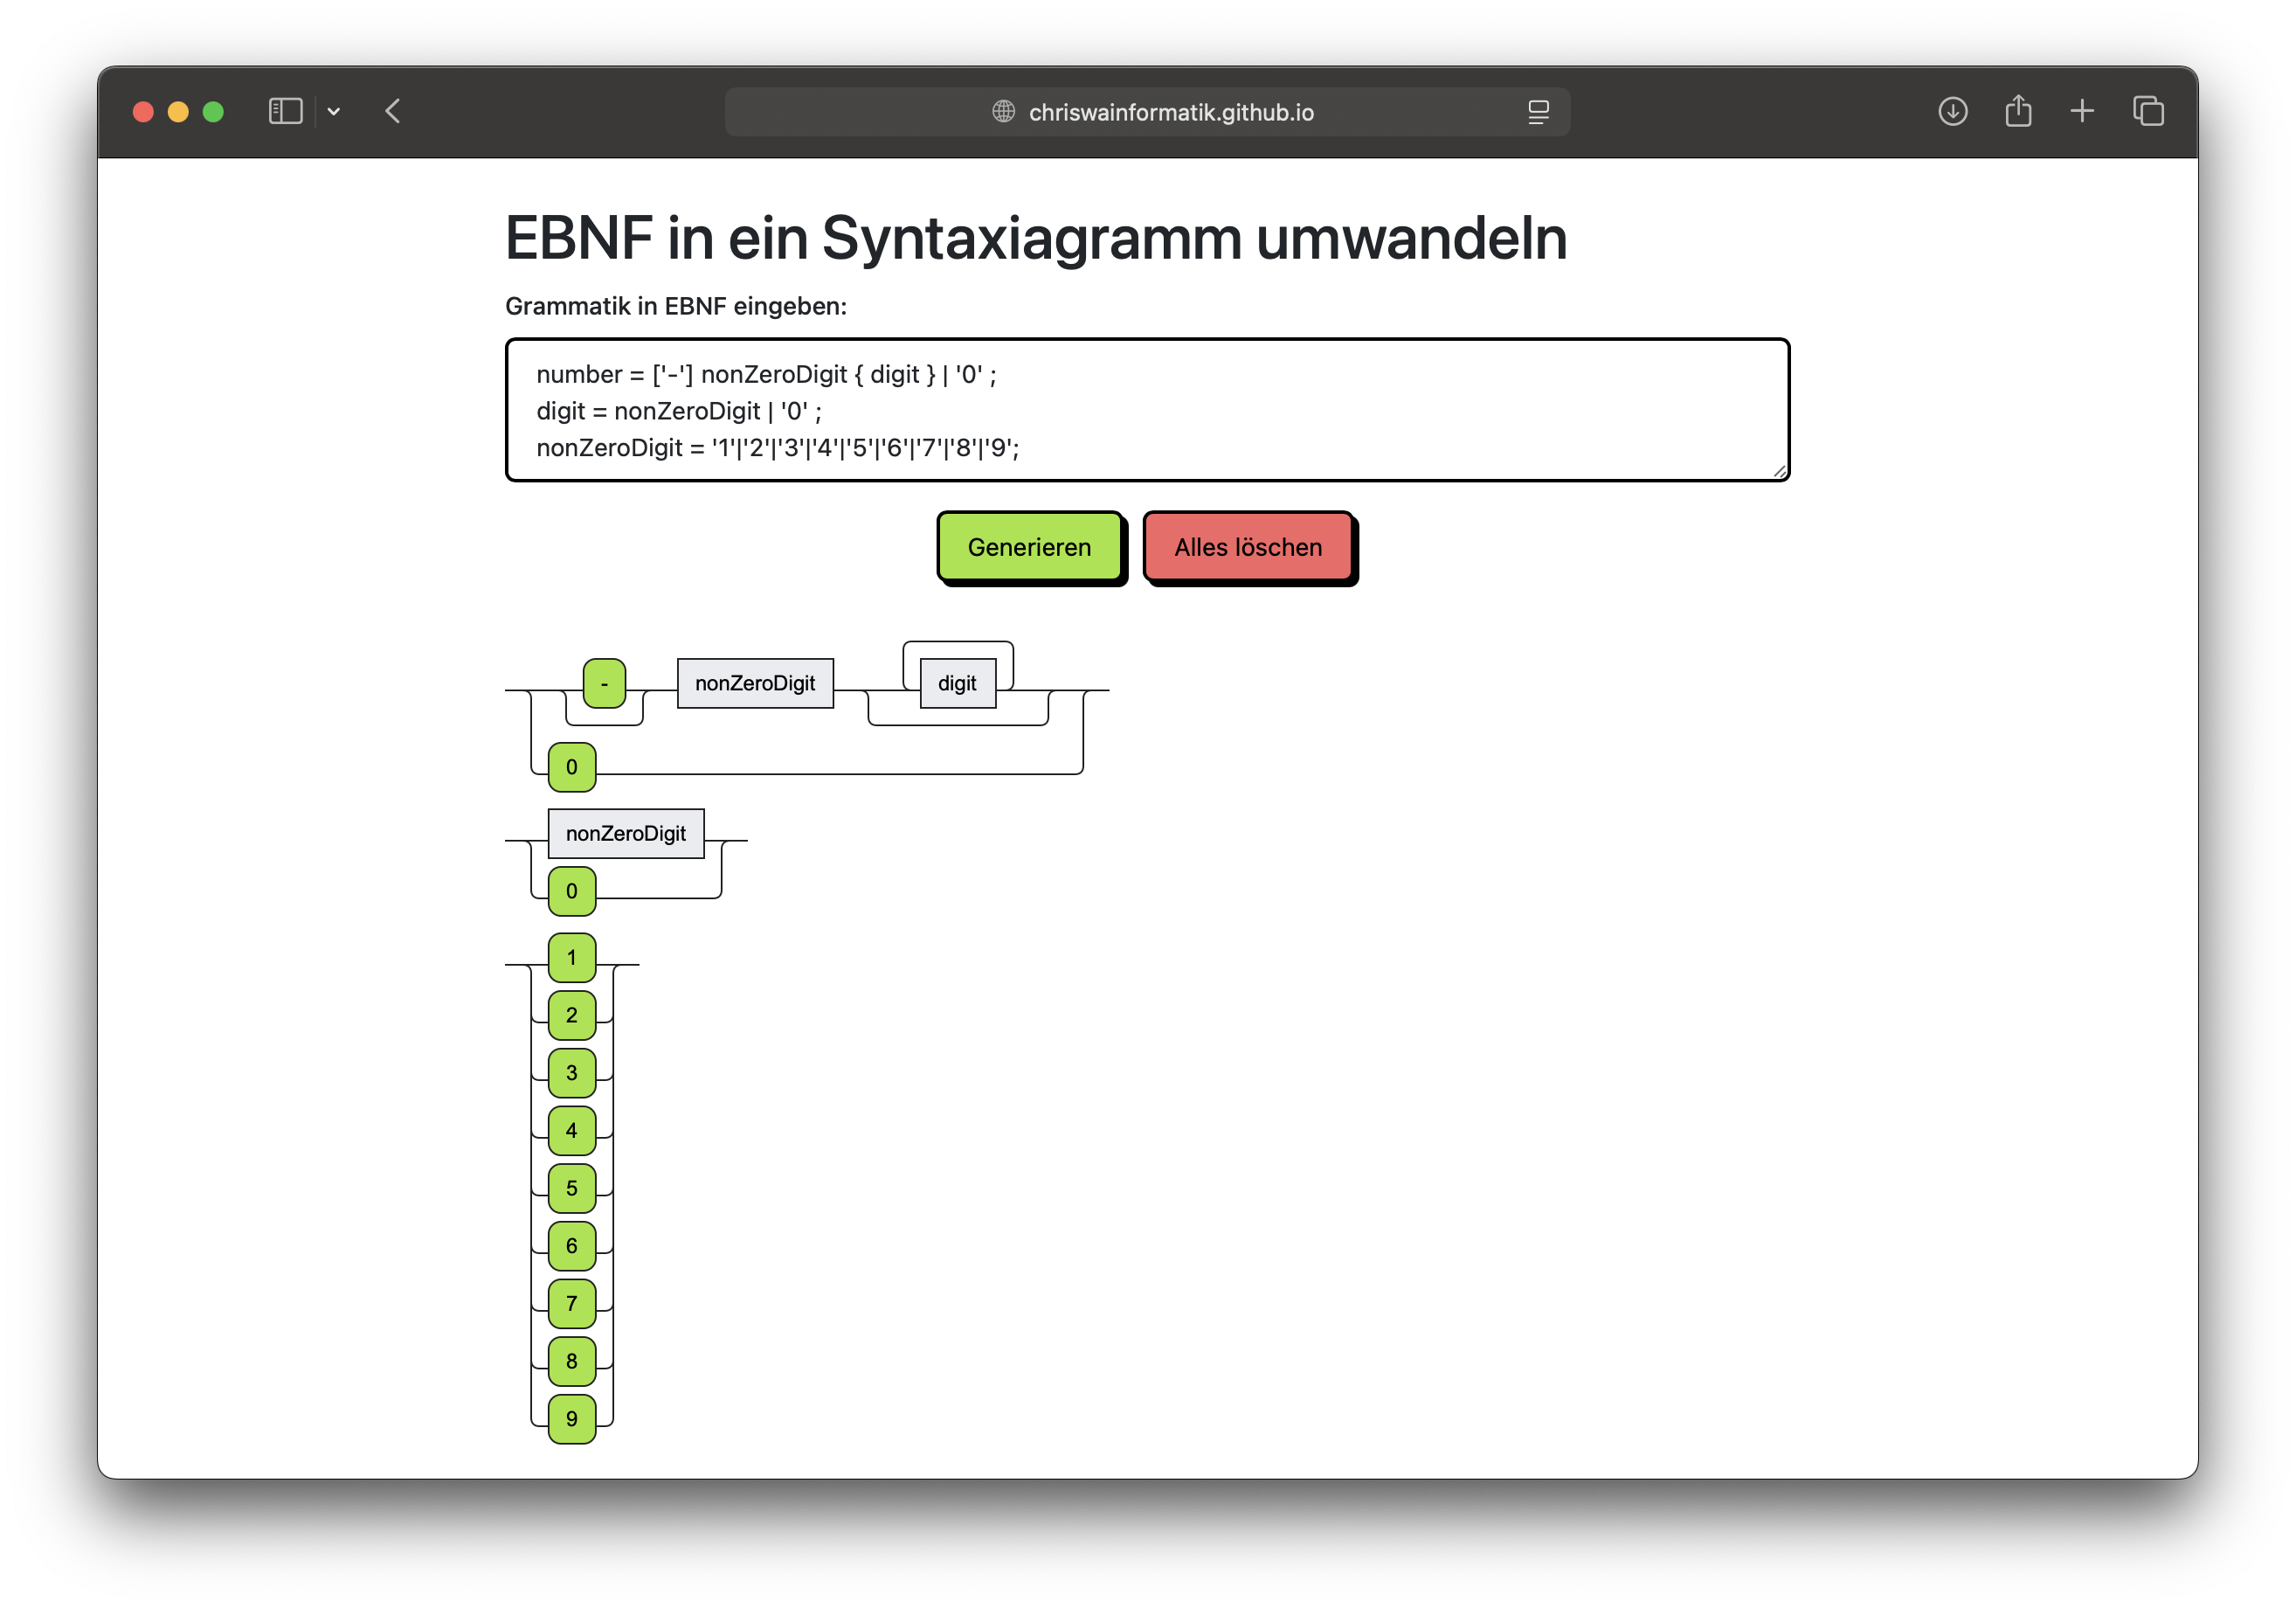 chriswainformatik.github.io
EBNF in ein Syntaxiagramm umwandeln
Grammatik in EBNF eingeben:
number = ['-'] nonZeroDigit { digit } | '0' ;
digit = nonZeroDigit | '0' ;
nonZeroDigit = '1'|'2'|'3'|'4'|'5'|'6'|'7'|'8'|'9';
Generieren Alles löschen
- nonZeroDigit digit
0
nonZeroDigit
0
1
2
3
4
5
6
7
8
9